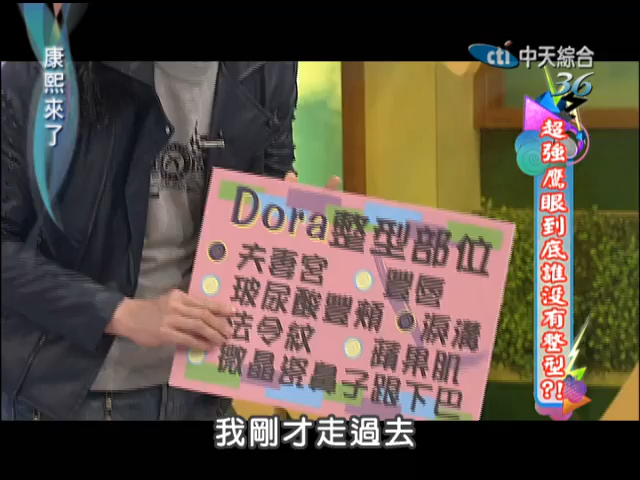 康熙來了
cti 中天綜合
36
超強鷹眼到底誰沒有整型?!
Dora整型部位
夫妻宮
豐唇
玻尿酸豐頰
淚溝
法令紋
蘋果肌
微晶瓷鼻子跟下巴
我剛才走過去